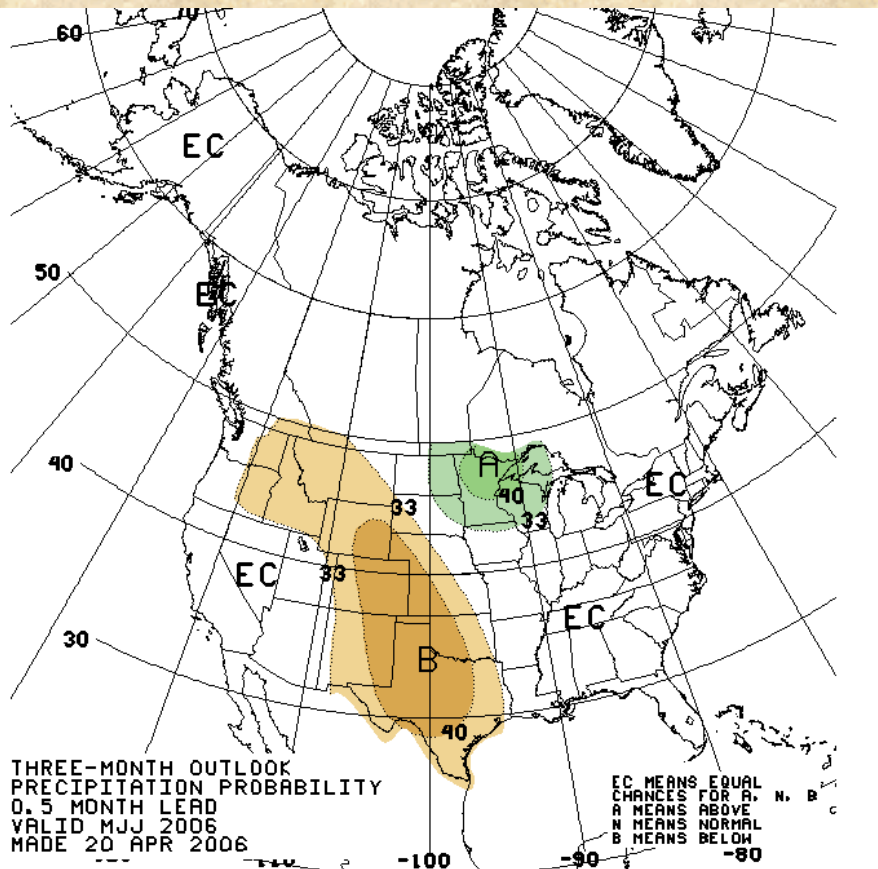 70
60
EC
50
EC
40
A
40
33
33
EC
EC
33
EC
30
B
40
THREE-MONTH OUTLOOK
PRECIPITATION PROBABILITY
0.5 MONTH LEAD
VALID MJJ 2006
MADE 20 APR 2006
EC MEANS EQUAL
CHANCES FOR A, N, B
A MEANS ABOVE
N MEANS NORMAL
B MEANS BELOW
-110
-100
-90
-80